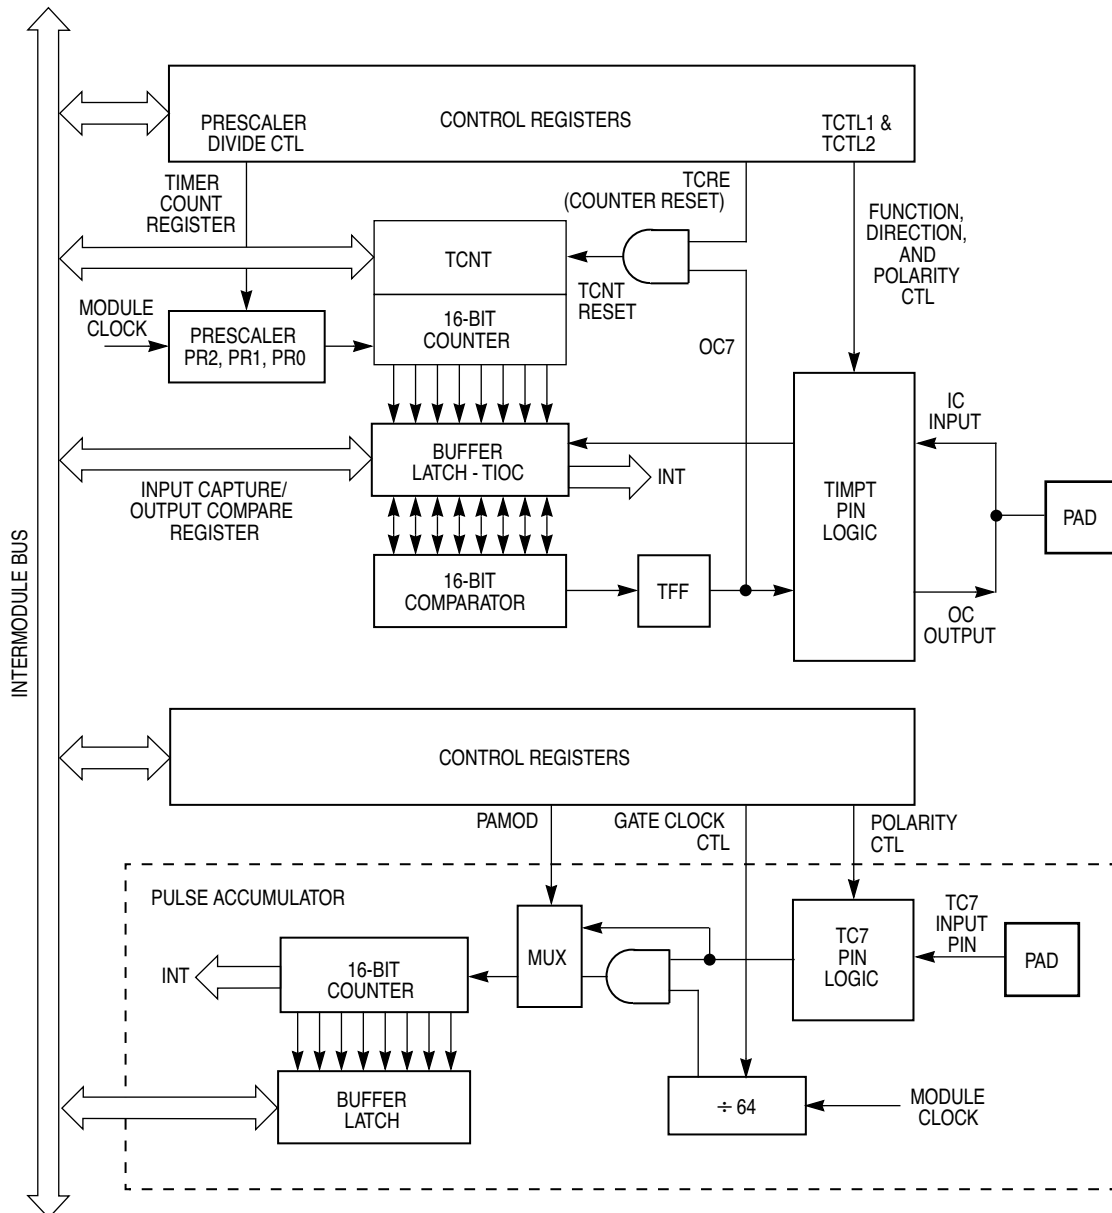 INTERMODULE BUS
PRESCALER
DIVIDE CTL
CONTROL REGISTERS
TCTL1 &
TCTL2
TIMER
COUNT
REGISTER
TCRE
(COUNTER RESET)
FUNCTION,
DIRECTION,
AND
POLARITY
CTL
TCNT
TCNT
RESET
MODULE
CLOCK
PRESCALER
PR2, PR1, PR0
16-BIT
COUNTER
OC7
IC
INPUT
BUFFER
LATCH - TIOC
INT
INPUT CAPTURE/
OUTPUT COMPARE
REGISTER
TIMPT
PIN
LOGIC
PAD
16-BIT
COMPARATOR
TFF
OC
OUTPUT
CONTROL REGISTERS
PAMOD
GATE CLOCK
CTL
POLARITY
CTL
PULSE ACCUMULATOR
MUX
TC7
PIN
LOGIC
TC7
INPUT
PIN
PAD
INT
16-BIT
COUNTER
BUFFER
LATCH
÷ 64
MODULE
CLOCK